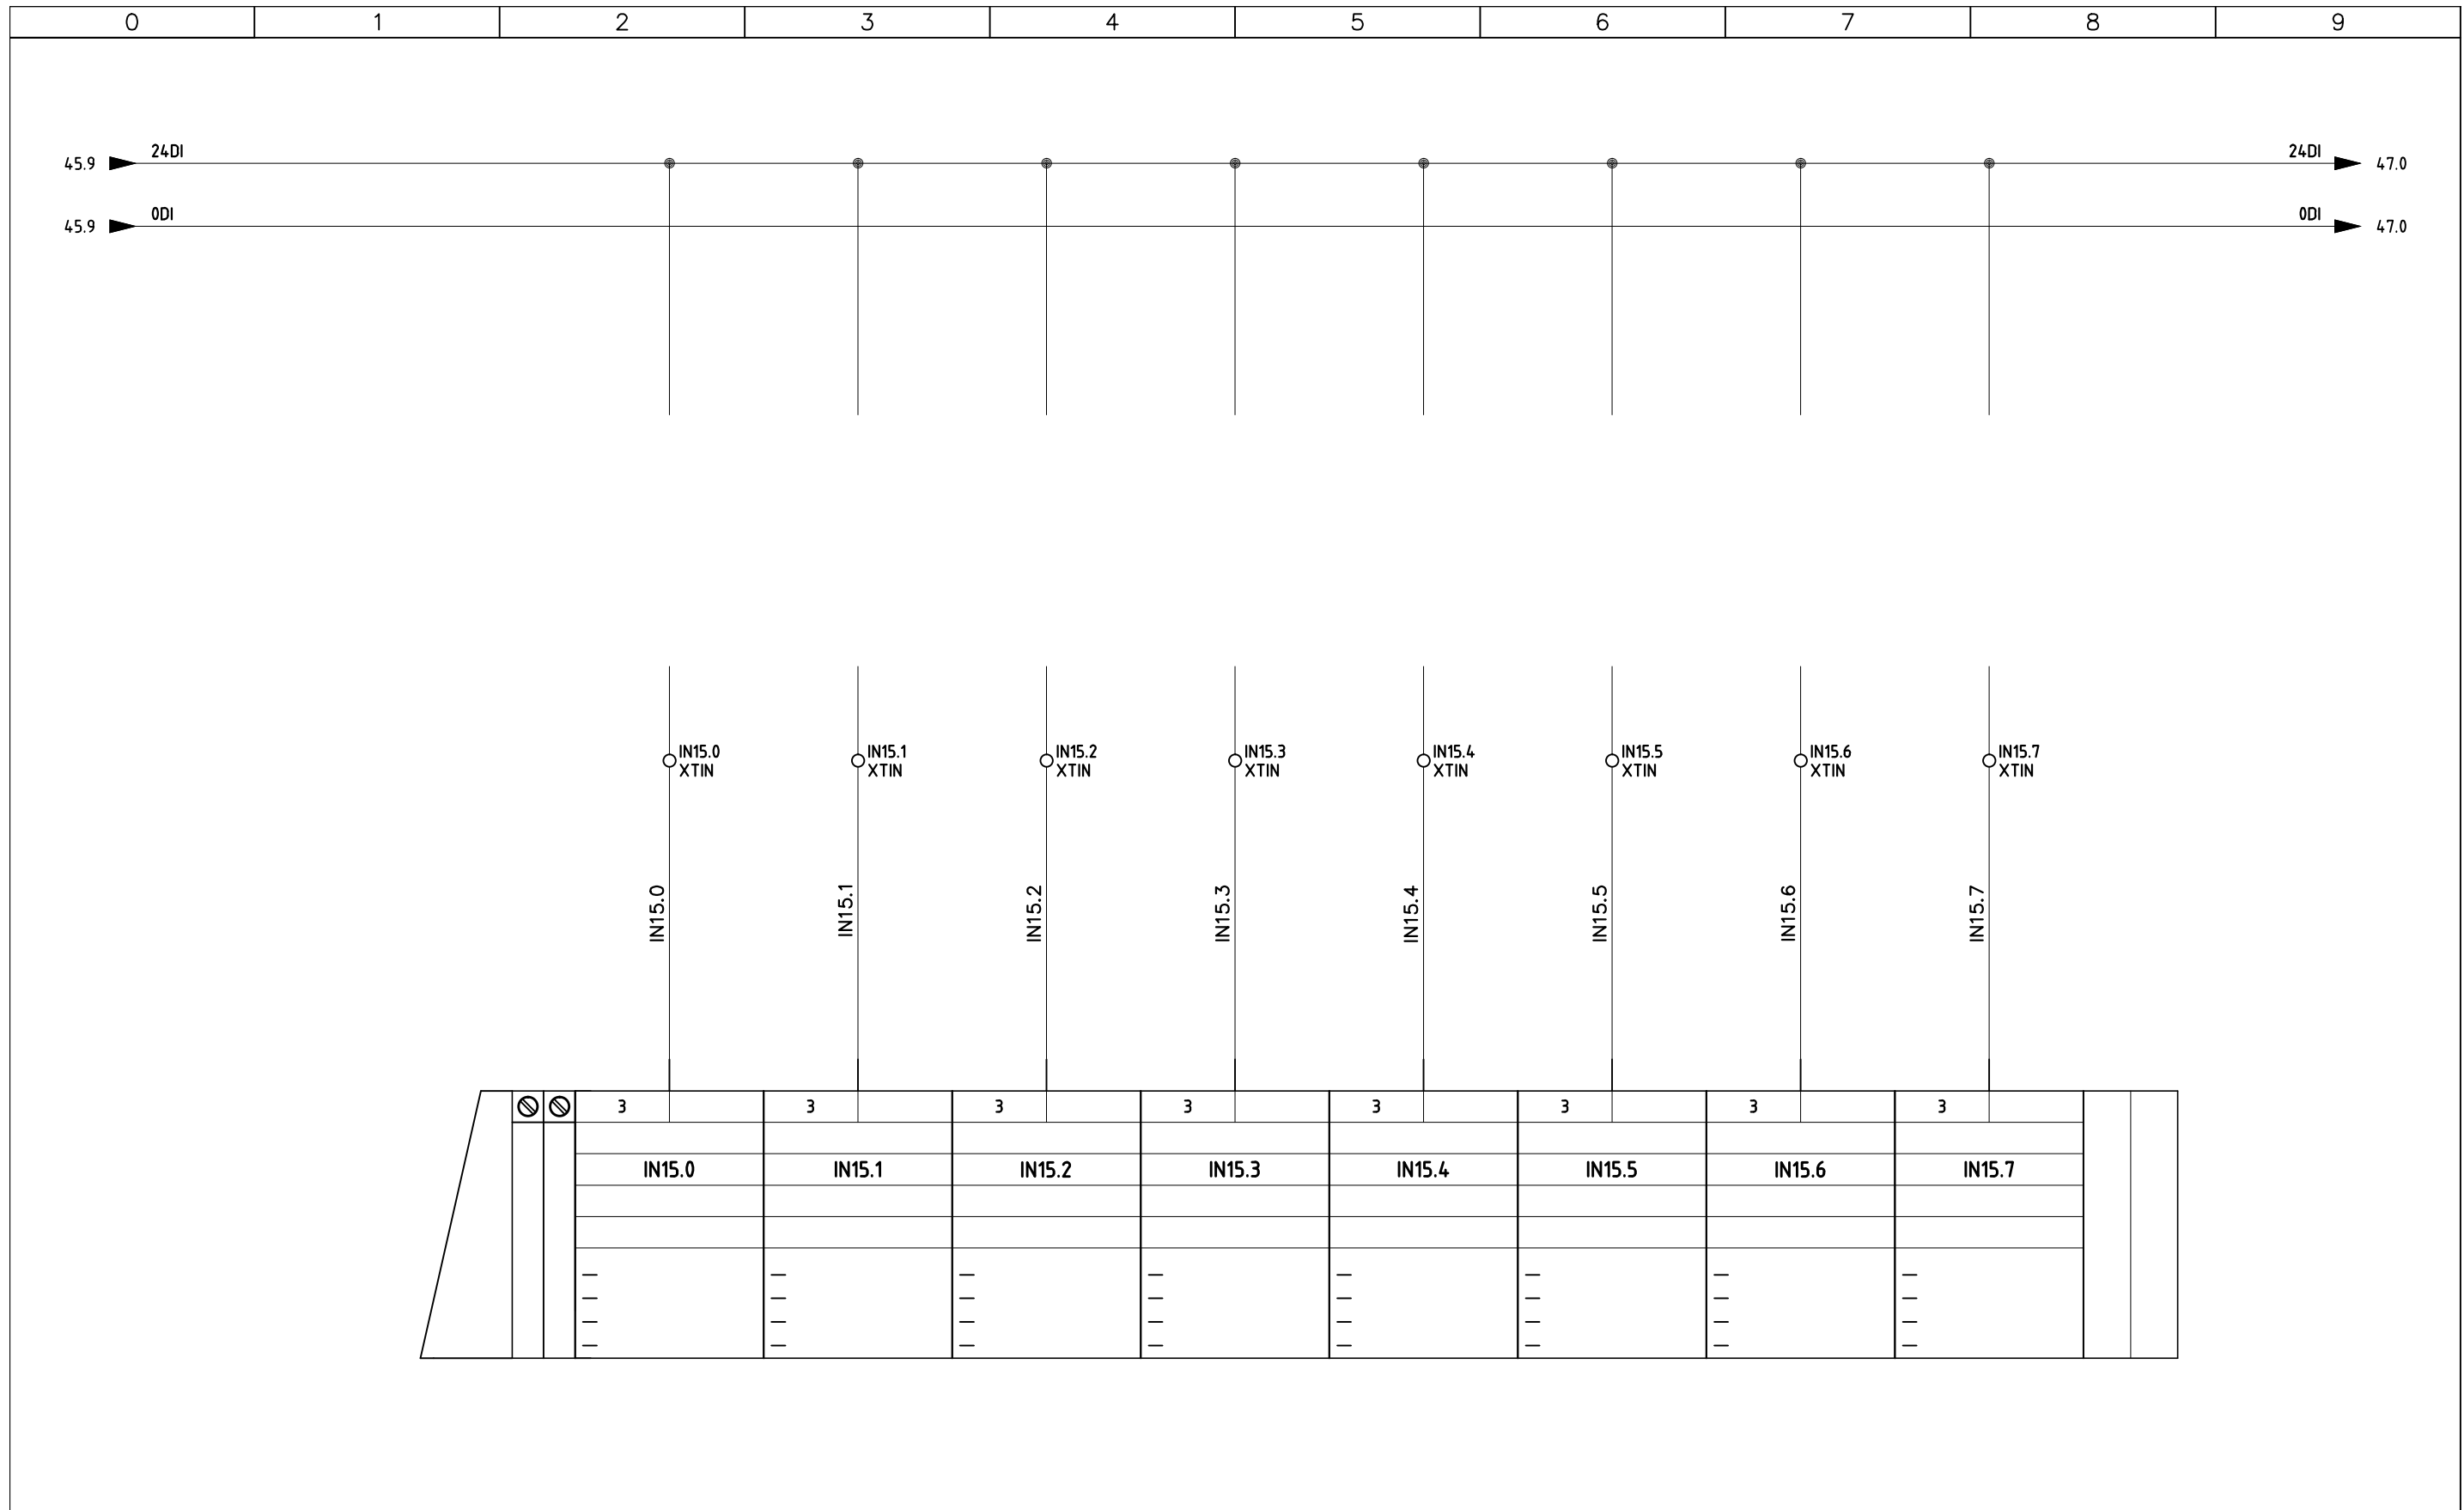 0 1 2 3 4 5 6 7 8 9
45.9 24DI 24DI 47.0
45.9 0DI 0DI 47.0
IN15.0 IN15.1 IN15.2 IN15.3 IN15.4 IN15.5 IN15.6 IN15.7
XTIN XTIN XTIN XTIN XTIN XTIN XTIN XTIN
IN15.0 IN15.1 IN15.2 IN15.3 IN15.4 IN15.5 IN15.6 IN15.7
3 3 3 3 3 3 3 3
IN15.0 IN15.1 IN15.2 IN15.3 IN15.4 IN15.5 IN15.6 IN15.7